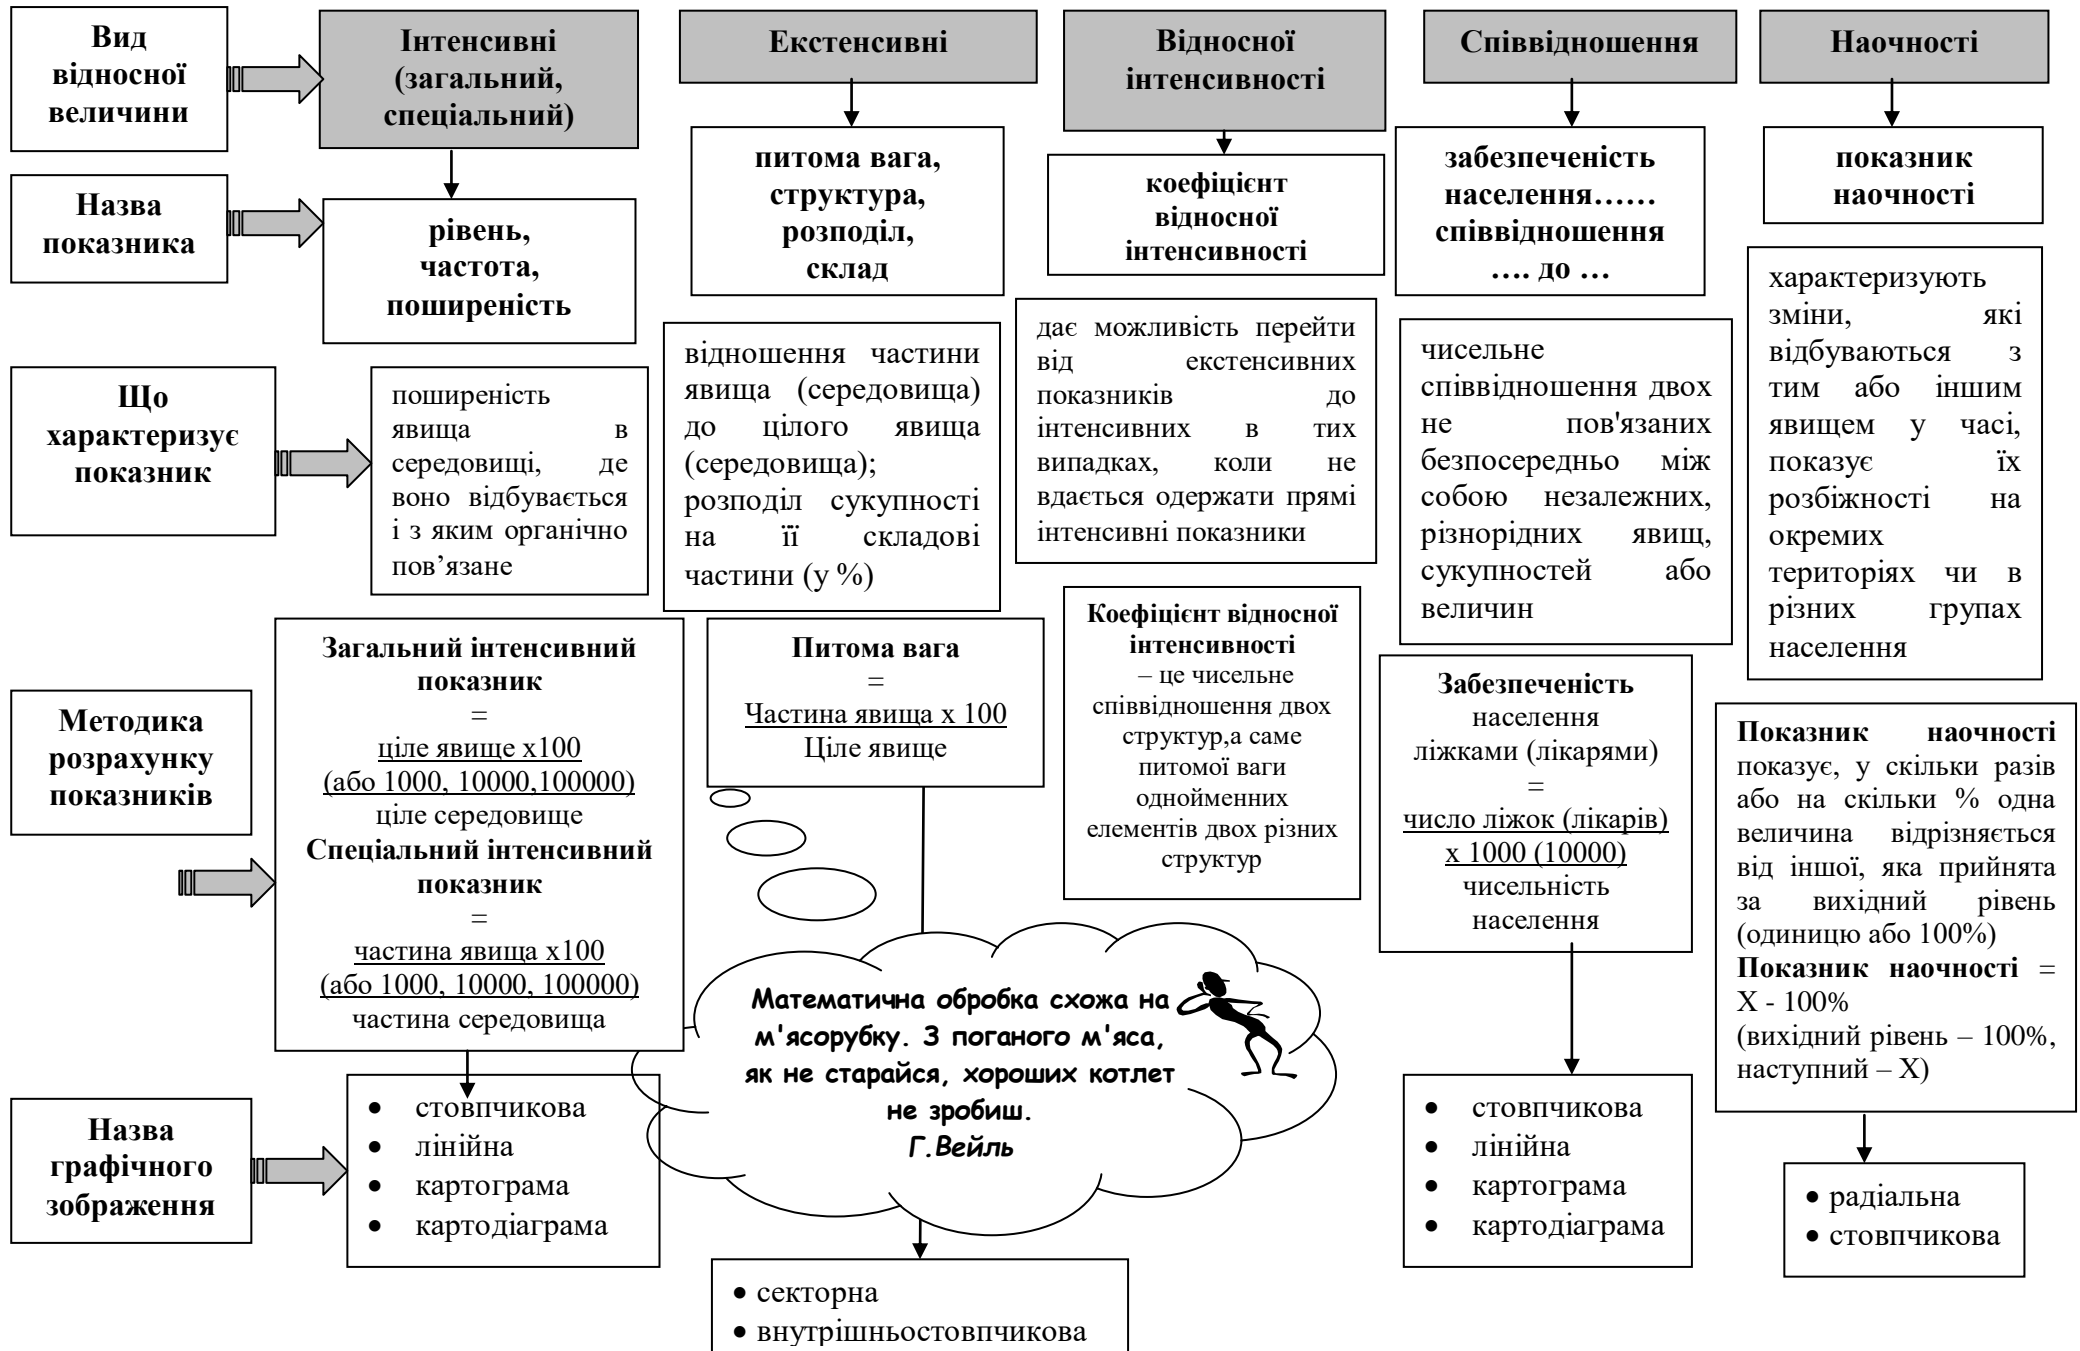 Вид
відносної
величини
Інтенсивні
(загальний,
спеціальний)
Екстенсивні
Відносної
інтенсивності
Співвідношення
Наочності
Назва
показника
рівень,
частота,
поширеність
питома вага,
структура,
розподіл,
склад
коефіцієнт
відносної
інтенсивності
забезпеченість
населення……
співвідношення
…. до …
показник
наочності
Що
характеризує
показник
поширеність
явища в
середовищі, де
воно відбувається
і з яким органічно
пов’язане
відношення частини
явища (середовища)
до цілого явища
(середовища);
розподіл сукупності
на її складові
частини (у %)
дає можливість перейти
від екстенсивних
показників до
інтенсивних в тих
випадках, коли не
вдається одержати прямі
інтенсивні показники
чисельне
співвідношення двох
не пов'язаних
безпосередньо між
собою незалежних,
різнорідних явищ,
сукупностей або
величин
характеризують
зміни, які
відбуваються з
тим або іншим
явищем у часі,
показує їх
розбіжності на
окремих
територіях чи в
різних групах
населення
Методика
розрахунку
показників
Загальний інтенсивний
показник
=
ціле явище х100
(або 1000, 10000,100000)
ціле середовище
Спеціальний інтенсивний
показник
=
частина явища х100
(або 1000, 10000, 100000)
частина середовища
Питома вага
=
Частина явища х 100
Ціле явище
Коефіцієнт відносної
інтенсивності
– це чисельне
співвідношення двох
структур,а саме
питомої ваги
однойменних
елементів двох різних
структур
Забезпеченість
населення
ліжками (лікарями)
=
число ліжок (лікарів)
х 1000 (10000)
чисельність
населення
Показник наочності
показує, у скільки разів
або на скільки % одна
величина відрізняється
від іншої, яка прийнята
за вихідний рівень
(одиницю або 100%)
Показник наочності =
Х - 100%
(вихідний рівень – 100%,
наступний – Х)
Математична обробка схожа на
м'ясорубку. З поганого м'яса,
як не старайся, хороших котлет
не зробиш.
Г.Вейль
Назва
графічного
зображення
• стовпчикова
• лінійна
• картограма
• картодіаграма
• секторна
• внутрішньостовпчикова
• стовпчикова
• лінійна
• картограма
• картодіаграма
• радіальна
• стовпчикова